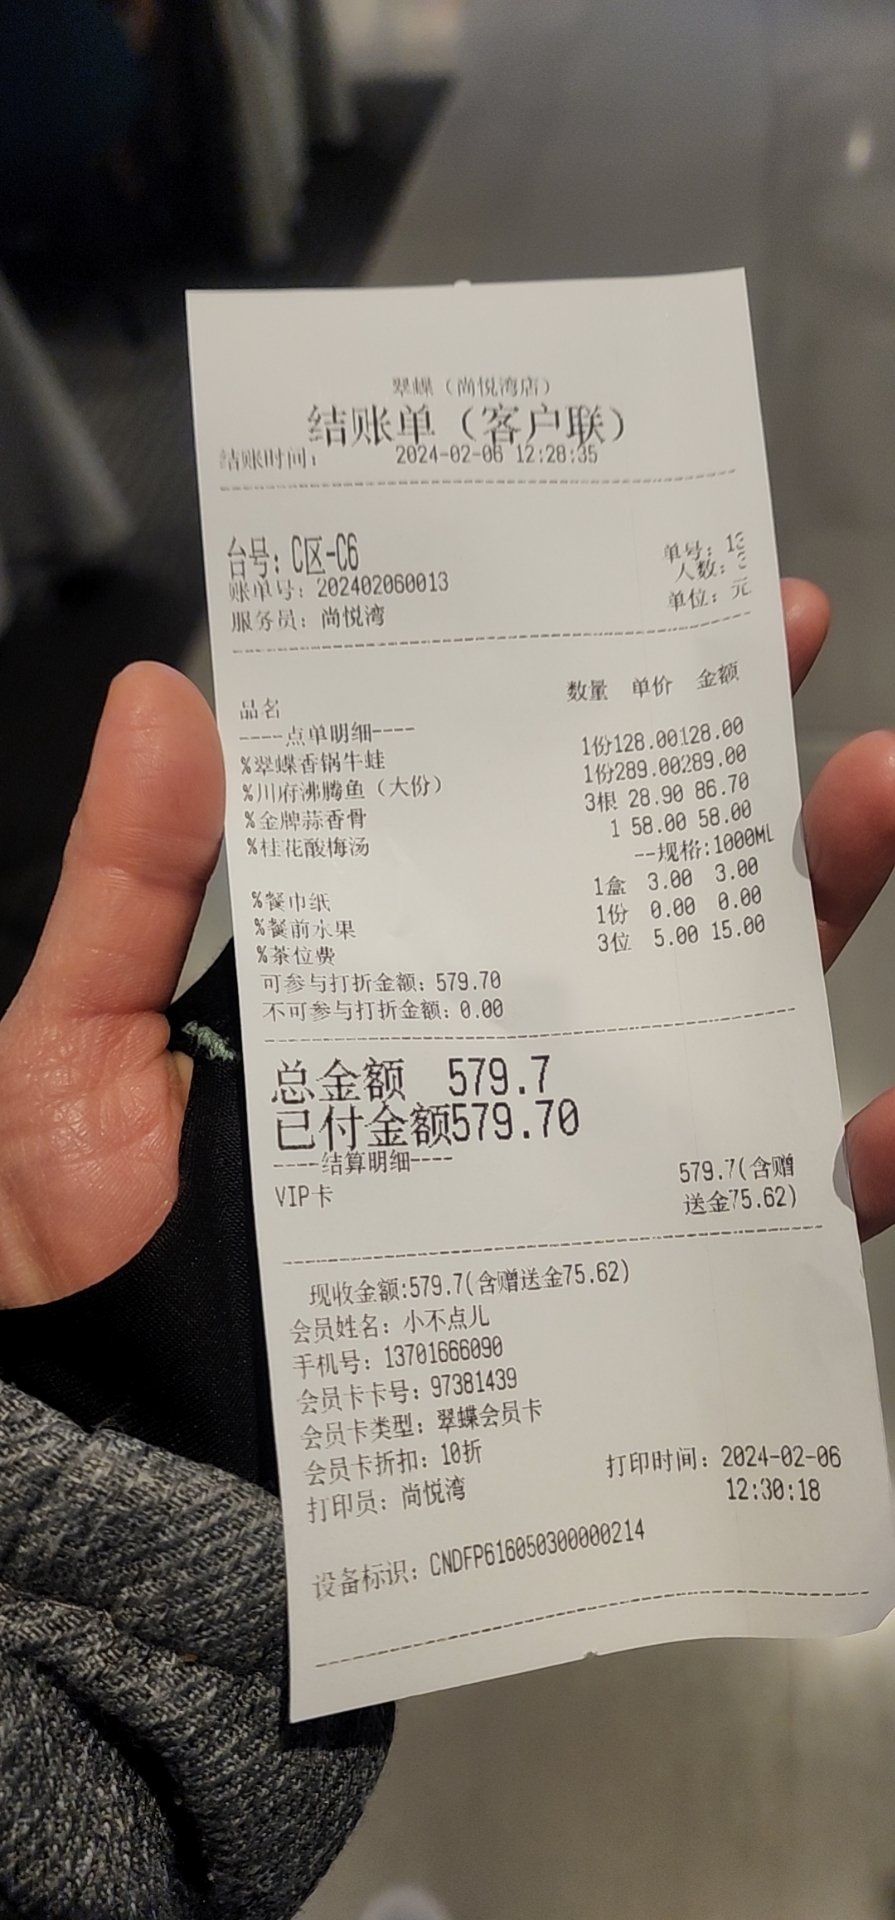 翠蝶（尚悦湾店）
结账单（客户联）
结账时间： 2024-02-06 12:28:35
台号：C区-C6 单号：13
账单号：202402060013 人数：3
服务员：尚悦湾 单位：元
品名 数量 单价 金额
----点单明细----
%翠蝶香锅牛蛙 1份128.00128.00
%川府沸腾鱼（大份） 1份289.00289.00
%金牌蒜香骨 3根 28.90 86.70
%桂花酸梅汤 1 58.00 58.00
--规格:1000ML
%餐巾纸 1盒 3.00 3.00
%餐前水果 1份 0.00 0.00
%茶位费 3位 5.00 15.00
可参与打折金额：579.70
不可参与打折金额：0.00
总金额 579.7
已付金额579.70
----结算明细----
VIP卡 579.7(含赠
送金75.62)
现收金额:579.7(含赠送金75.62)
会员姓名：小不点儿
手机号：13701666090
会员卡卡号：97381439
会员卡类型：翠蝶会员卡
会员卡折扣：10折
打印员：尚悦湾 打印时间：2024-02-06
12:30:18
设备标识：CNDFP616050300000214